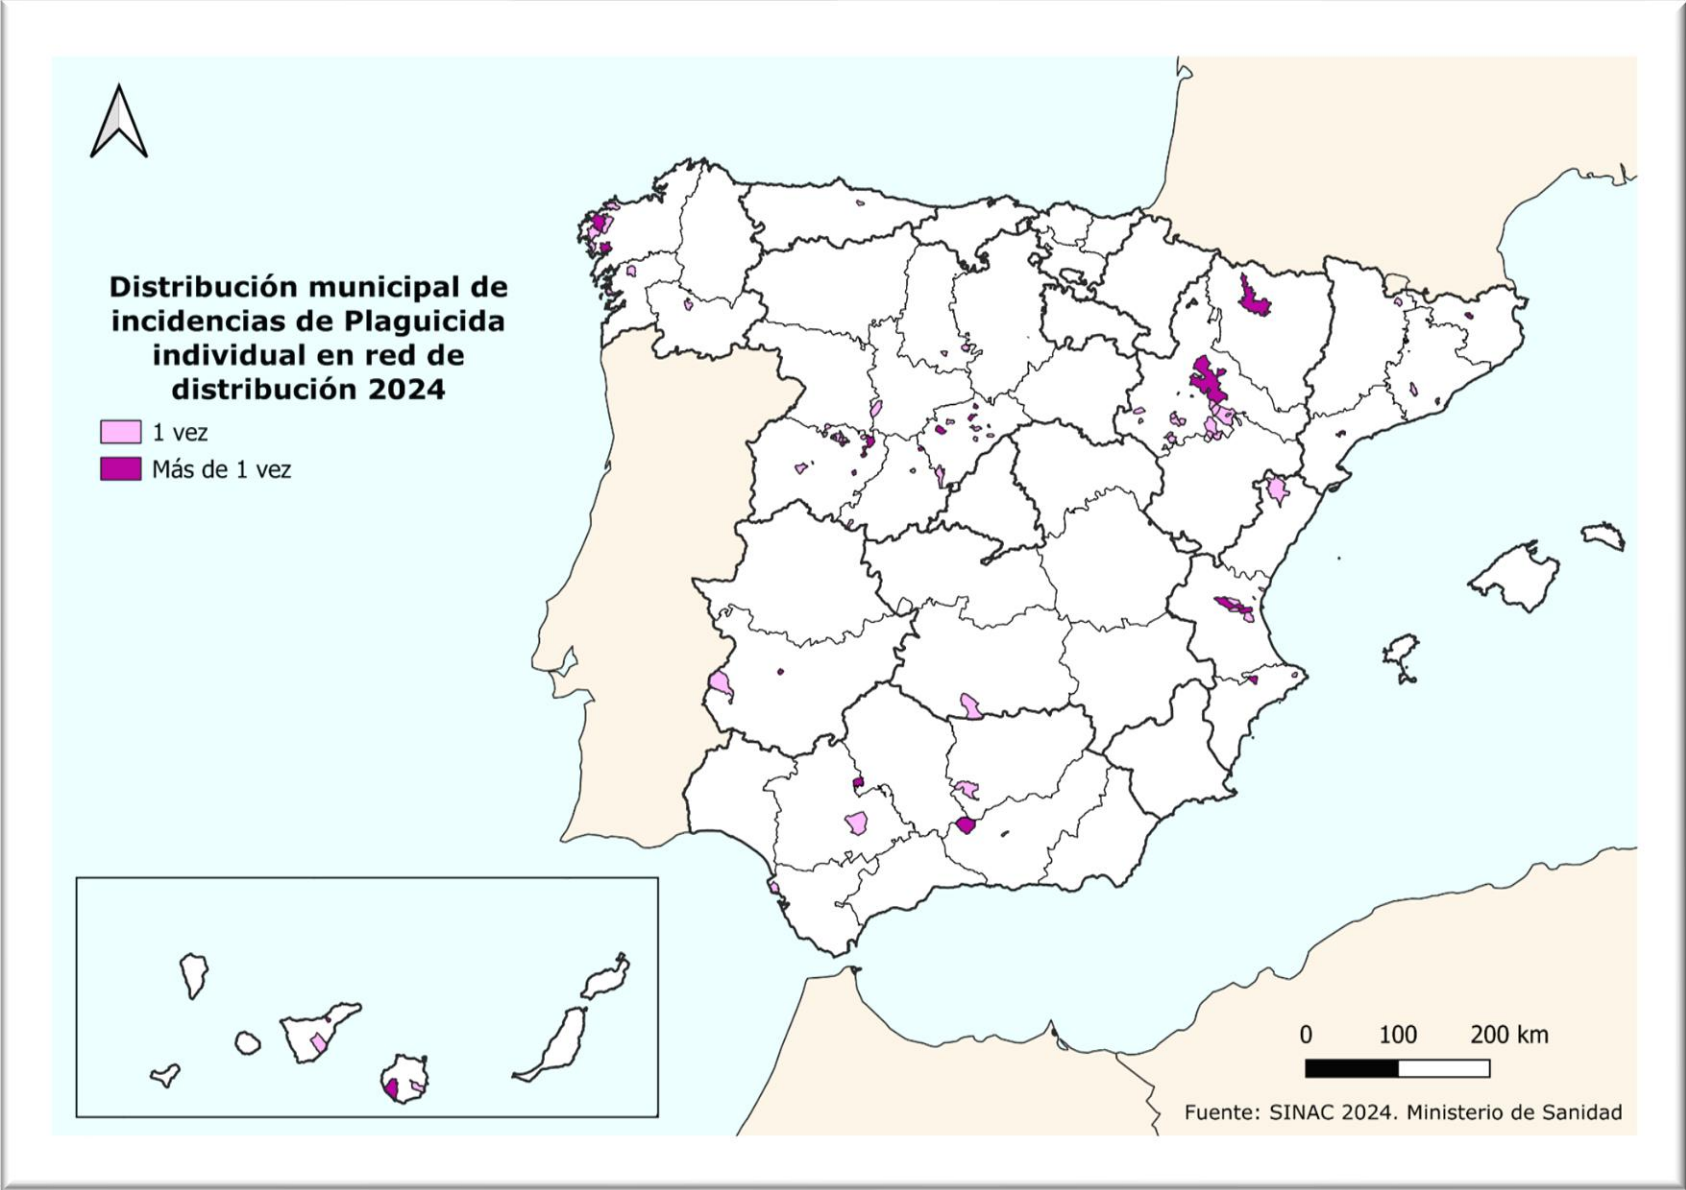 Distribución municipal de
incidencias de Plaguicida
individual en red de
distribución 2024
1 vez
Más de 1 vez
0 100 200 km
Fuente: SINAC 2024. Ministerio de Sanidad